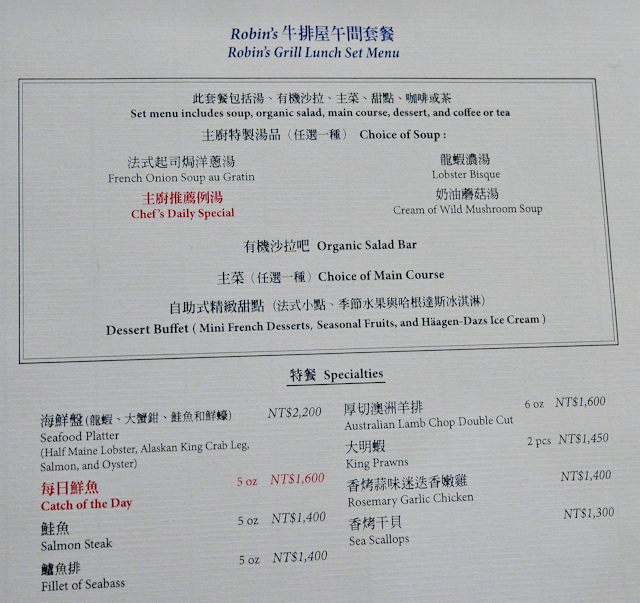 Robin's 牛排屋午間套餐
Robin's Grill Lunch Set Menu
此套餐包括湯、有機沙拉、主菜、甜點、咖啡或茶
Set menu includes soup, organic salad, main course, dessert, and coffee or tea
主廚特製湯品（任選一種） Choice of Soup :
法式起司焗洋蔥湯
French Onion Soup au Gratin
龍蝦濃湯
Lobster Bisque
主廚推薦例湯
Chef's Daily Special
奶油蘑菇湯
Cream of Wild Mushroom Soup
有機沙拉吧 Organic Salad Bar
主菜（任選一種）Choice of Main Course
自助式精緻甜點（法式小點、季節水果與哈根達斯冰淇淋）
Dessert Buffet ( Mini French Desserts, Seasonal Fruits, and Häagen-Dazs Ice Cream )
特餐 Specialties
海鮮盤 (龍蝦、大蟹鉗、鮭魚和鮮蠔) NT$2,200
Seafood Platter
(Half Maine Lobster, Alaskan King Crab Leg,
Salmon, and Oyster)
每日鮮魚 5 oz NT$1,600
Catch of the Day
鮭魚 5 oz NT$1,400
Salmon Steak
鱸魚排 5 oz NT$1,400
Fillet of Seabass
厚切澳洲羊排 6 oz NT$1,600
Australian Lamb Chop Double Cut
大明蝦 2 pcs NT$1,450
King Prawns
香烤蒜味迷迭香嫩雞 NT$1,400
Rosemary Garlic Chicken
香烤干貝 NT$1,300
Sea Scallops